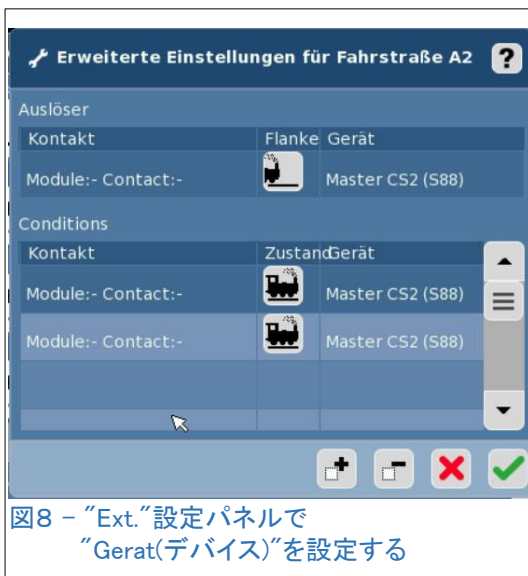 Erweiterte Einstellungen für Fahrstraße A2 ?
Auslöser
Kontakt Flanke Gerät
Module:- Contact:- Master CS2 (S88)
Conditions
Kontakt Zustand Gerät
Module:- Contact:- Master CS2 (S88)
Module:- Contact:- Master CS2 (S88)
図8 - "Ext."設定パネルで
"Gerat(デバイス)"を設定する